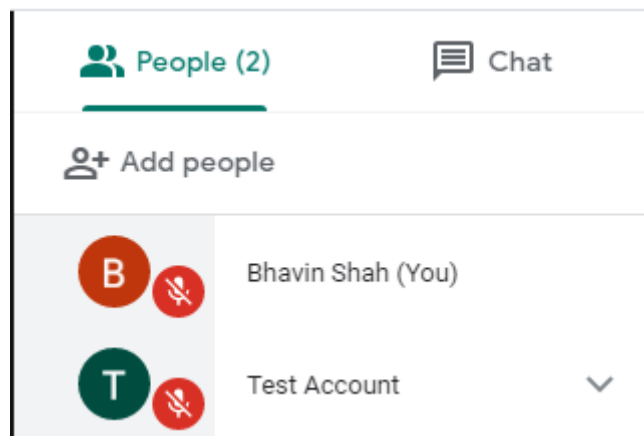 People (2)
Chat
Add people
B
Bhavin Shah (You)
T
Test Account